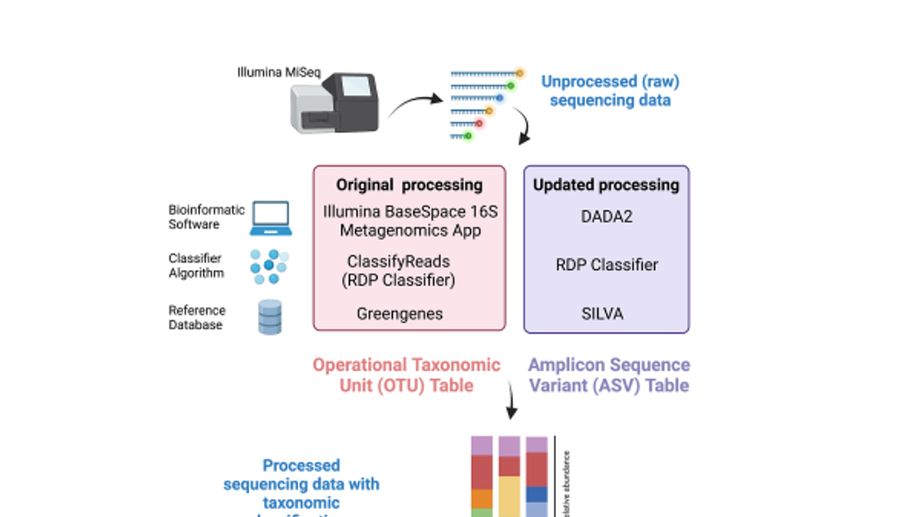 Illumina MiSeq
Unprocessed (raw)
sequencing data
Original processing
Updated processing
Bioinformatic
Software
Illumina BaseSpace 16S
Metagenomics App
DADA2
Classifier
Algorithm
ClassifyReads
(RDP Classifier)
RDP Classifier
Reference
Database
Greengenes
SILVA
Operational Taxonomic
Unit (OTU) Table
Amplicon Sequence
Variant (ASV) Table
Processed
sequencing data with
taxonomic
abundance